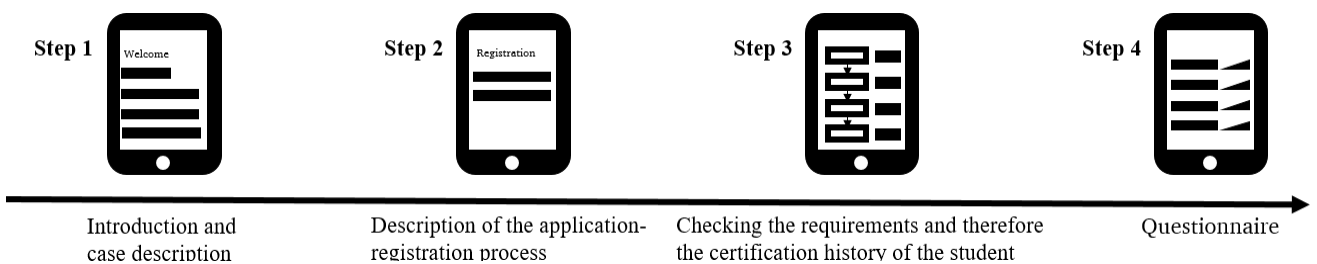 Step 1
Welcome
Step 2
Registration
Step 3
Step 4
Introduction and
case description
Description of the application-
registration process
Checking the requirements and therefore
the certification history of the student
Questionnaire